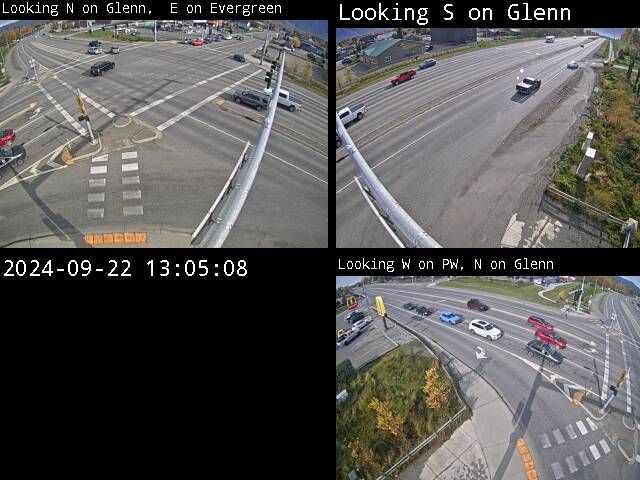 Looking N on Glenn,  E on Evergreen
Looking S on Glenn
2024-09-22 13:05:08
Looking W on PW, N on Glenn